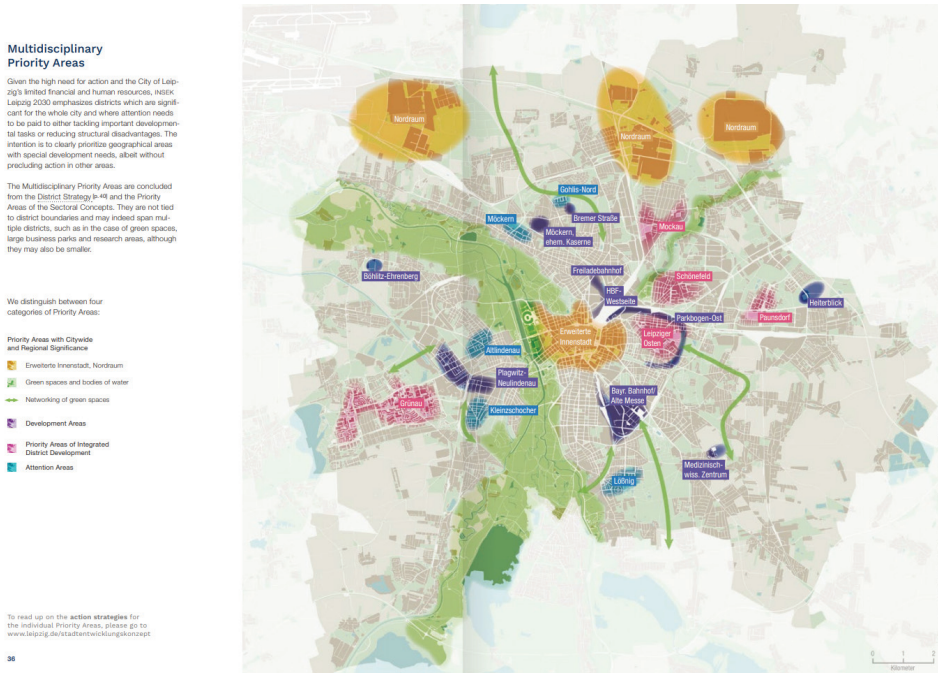 Multidisciplinary
Priority Areas
Given the high need for action and the City of Leip-
zig's limited financial and human resources, INSEK
Leipzig 2030 emphasizes districts which are signifi-
cant for the whole city and where attention needs
to be paid to either tackling important developmen-
tal tasks or reducing structural disadvantages. The
intention is to clearly prioritize geographical areas
with special development needs, albeit without
precluding action in other areas.
The Multidisciplinary Priority Areas are concluded
from the District Strategy [p. 40] and the Priority
Areas of the Sectoral Concepts. They are not tied
to district boundaries and may indeed span mul-
tiple districts, such as in the case of green spaces,
large business parks and research areas, although
they may also be smaller.
We distinguish between four
categories of Priority Areas:
Priority Areas with Citywide
and Regional Significance
Erweiterte Innenstadt, Nordraum
Green spaces and bodies of water
Networking of green spaces
Development Areas
Priority Areas of Integrated
District Development
Attention Areas
To read up on the action strategies for
the individual Priority Areas, please go to
www.leipzig.de/stadtentwicklungskonzept
36
Nordraum
Nordraum
Nordraum
Gohlis-Nord
Möckern
Bremer Straße
Möckern,
ehem. Kaserne
Mockau
Böhlitz-Ehrenberg
Freiladebahnhof
Schönefeld
HBF-
Westseite
Heiterblick
Parkbogen-Ost
Paunsdorf
Erweiterte
Innenstadt
Leipziger
Osten
Altlindenau
Plagwitz-
Neulindenau
Grünau
Kleinzschocher
Bayr. Bahnhof/
Alte Messe
Medizinisch-
wiss. Zentrum
Lößnig
0 1 2
Kilometer